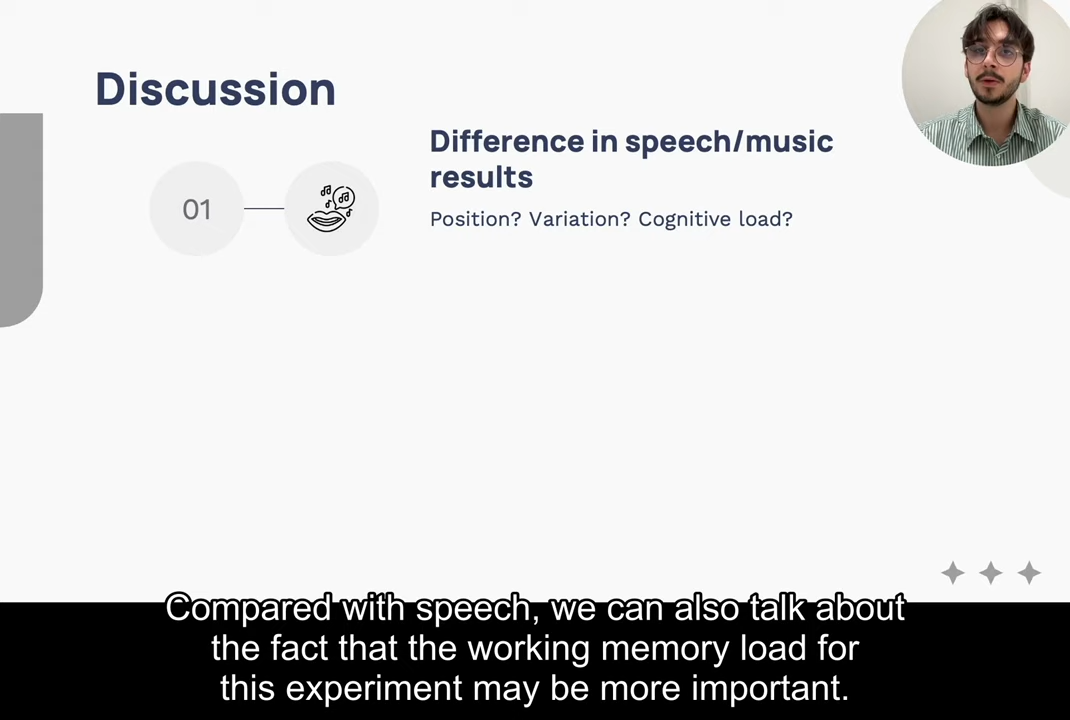 Discussion
01
Difference in speech/music
results
Position? Variation? Cognitive load?
Compared with speech, we can also talk about
the fact that the working memory load for
this experiment may be more important.